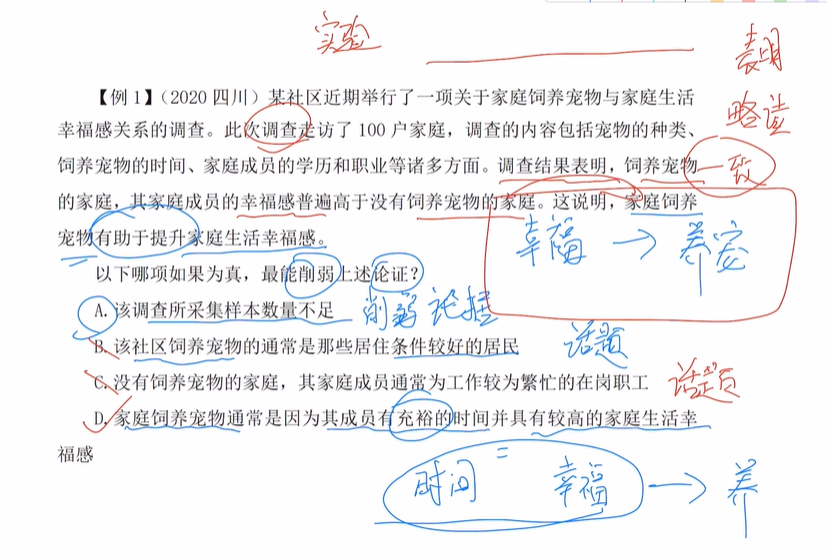 实验
表明
【例 1】（2020 四川）某社区近期举行了一项关于家庭饲养宠物与家庭生活
略读
幸福感关系的调查。此次调查走访了 100 户家庭，调查的内容包括宠物的种类、
饲养宠物的时间、家庭成员的学历和职业等诸多方面。调查结果表明，饲养宠物
一致
的家庭，其家庭成员的幸福感普遍高于没有饲养宠物的家庭。这说明，家庭饲养
宠物有助于提升家庭生活幸福感。
幸福 → 养宠
以下哪项如果为真，最能削弱上述论证？
A. 该调查所采集样本数量不足
削弱 论据
B. 该社区饲养宠物的通常是那些居住条件较好的居民
话题
C. 没有饲养宠物的家庭，其家庭成员通常为工作较为繁忙的在岗职工
话题
D. 家庭饲养宠物通常是因为其成员有充裕的时间并具有较高的家庭生活幸
福感
时间 = 幸福 → 养